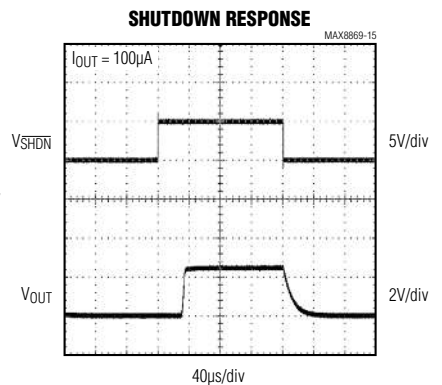 SHUTDOWN RESPONSE
MAX8869-15
IOUT = 100µA
VSHDN
5V/div
VOUT
2V/div
40µs/div